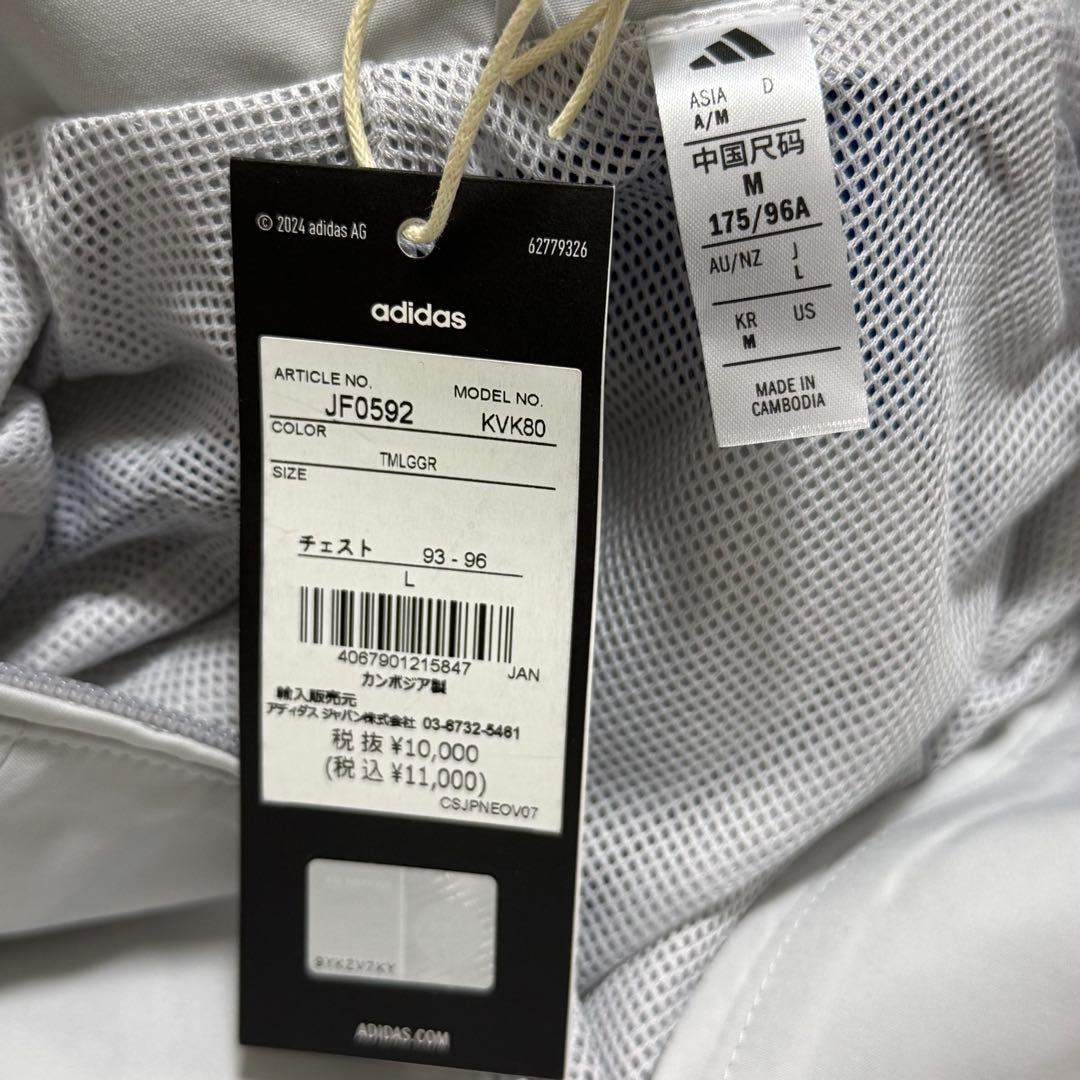 © 2024 adidas AG
62779326
adidas
ARTICLE NO.
JF0592
MODEL NO.
KVK80
COLOR
TMLGGR
SIZE
チェスト 93 - 96
L
4067901215847 JAN
カンボジア製
輸入販売元
アディダス ジャパン株式会社 03-6732-5461
税 抜 ¥10,000
(税 込 ¥11,000)
CSJPNEOV07
9YKZV7KY
ADIDAS.COM
ASIA D
A/M
中国尺码
M
175/96A
AU/NZ J
L
KR US
M
MADE IN
CAMBODIA